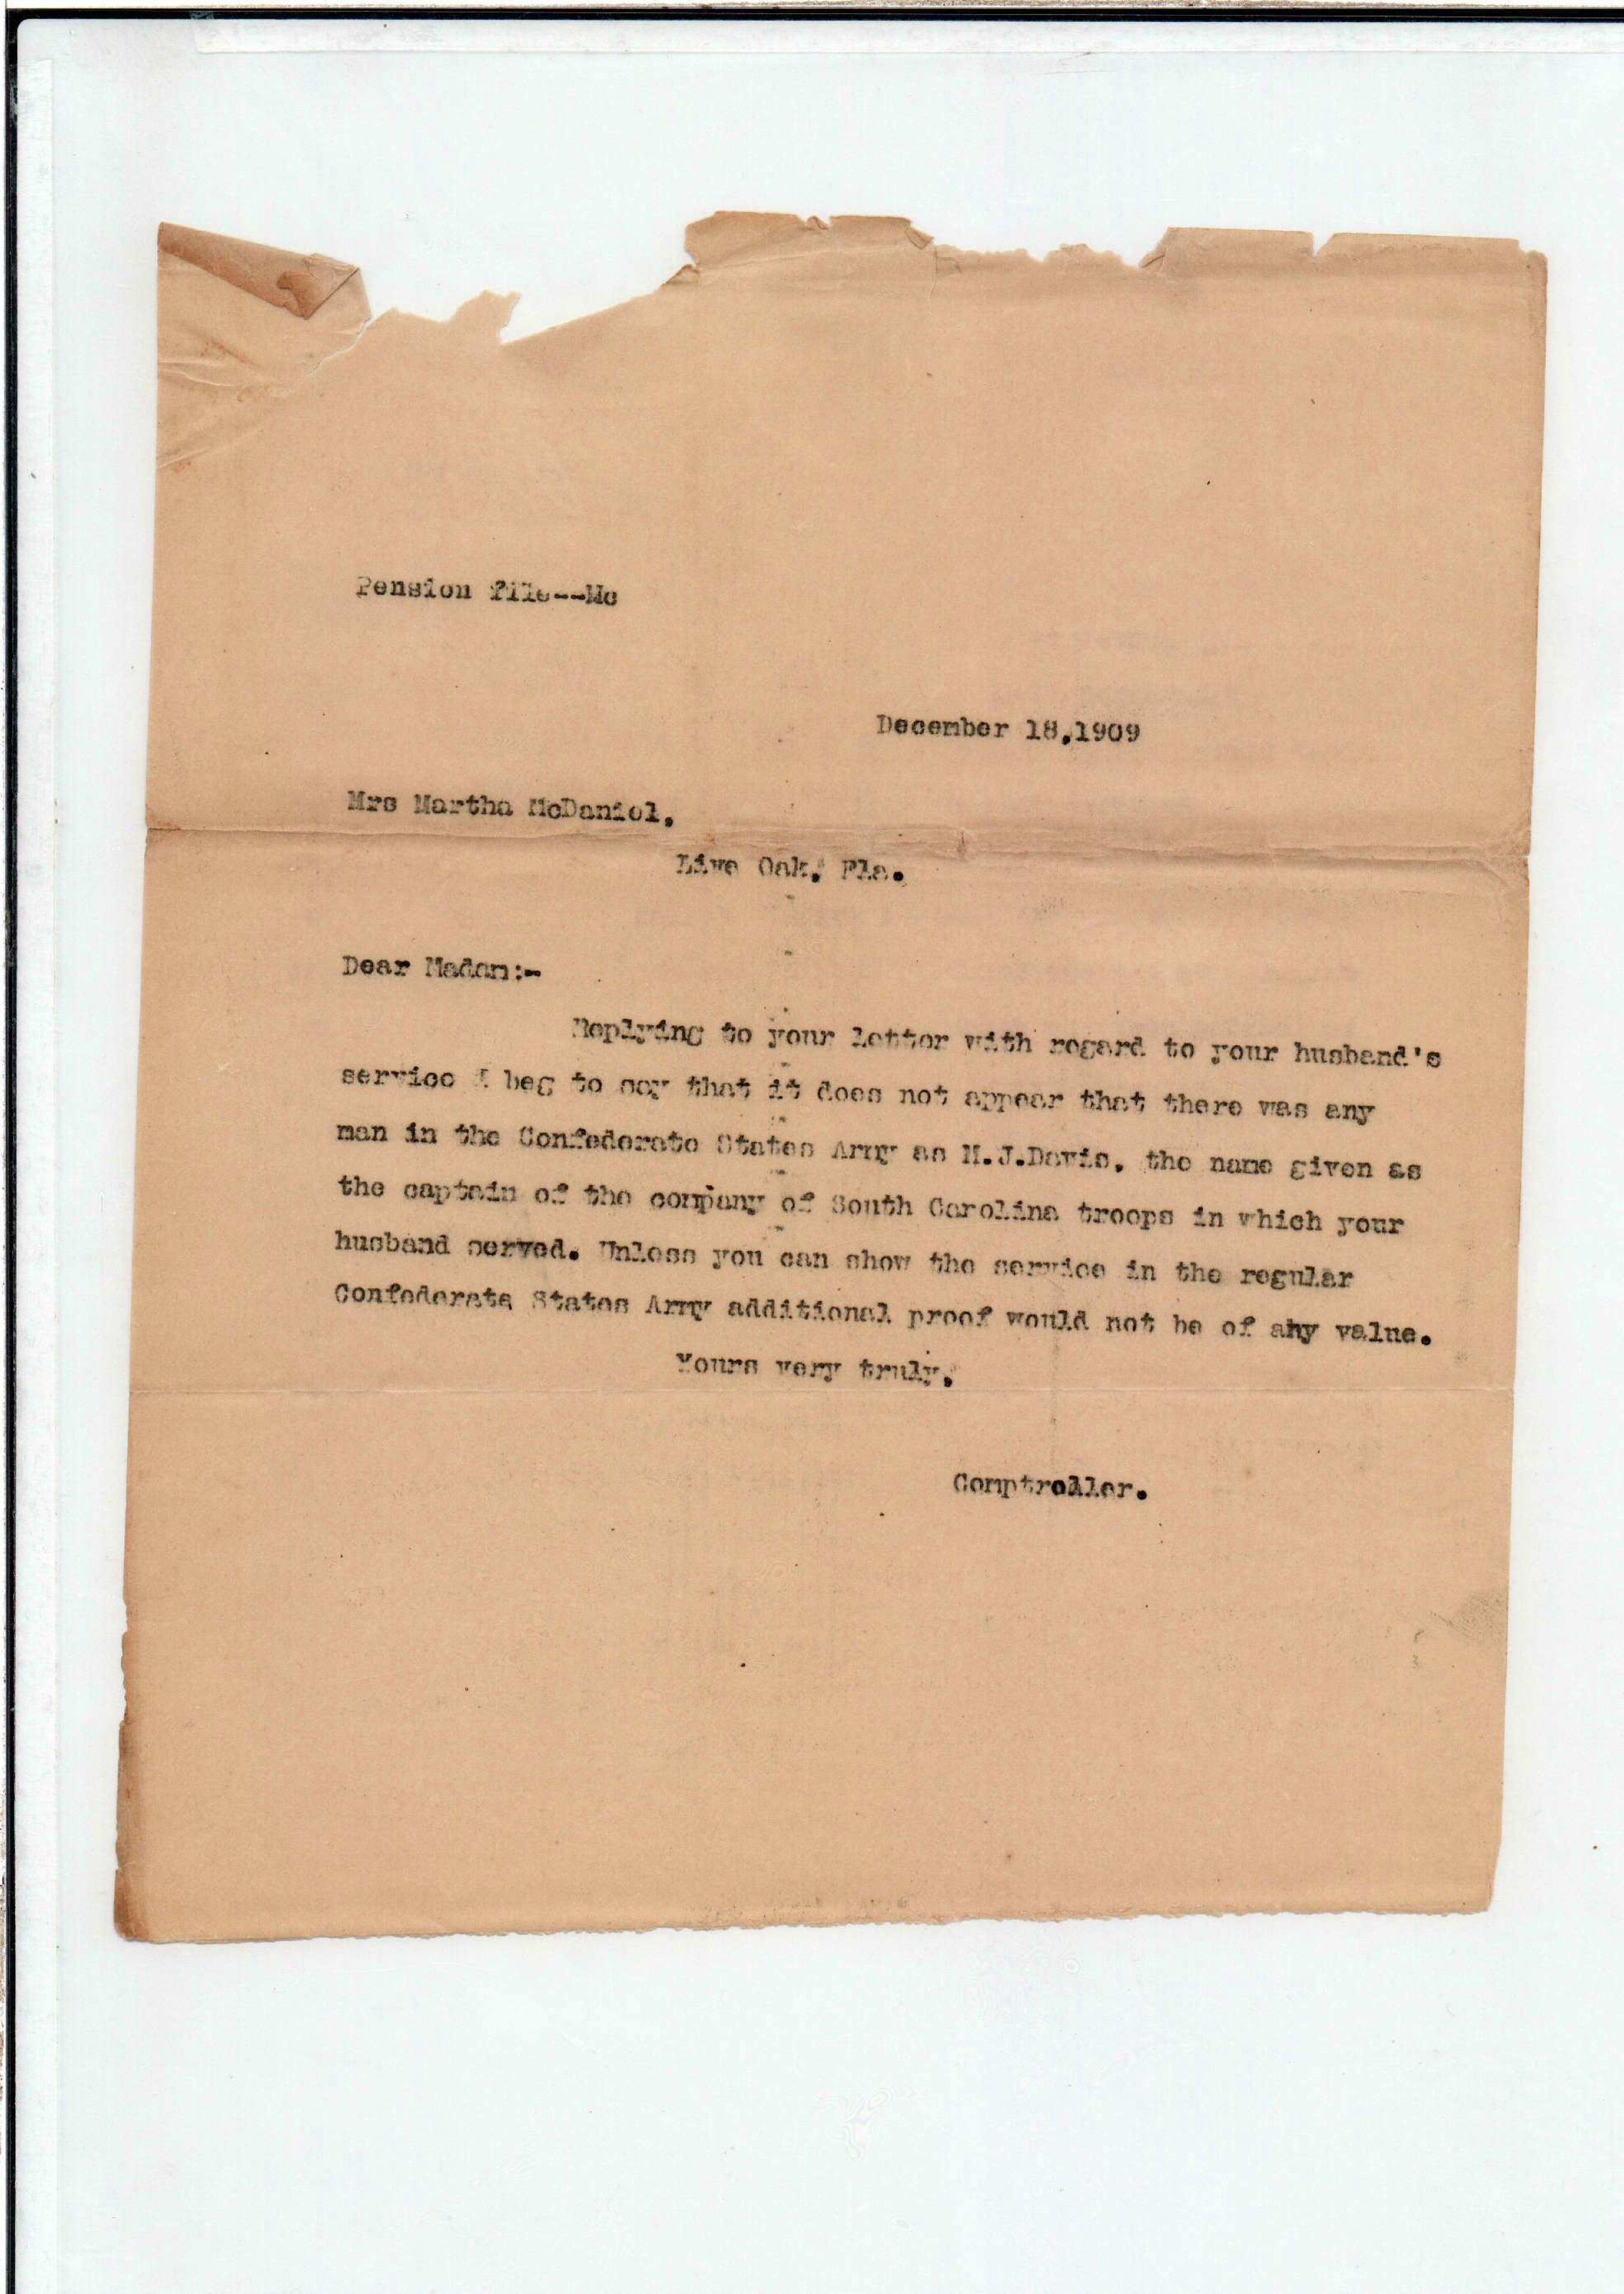 Pension file--Mc
December 18,1909
Mrs Martha McDaniel,
Live Oak, Fla.
Dear Madam:-
Replying to your letter with regard to your husband's
service I beg to say that it does not appear that there was any
man in the Confederate States Army as M.J.Davis, the name given as
the captain of the company of South Carolina troops in which your
husband served. Unless you can show the service in the regular
Confederate States Army additional proof would not be of any value.
Yours very truly,
Comptroller.